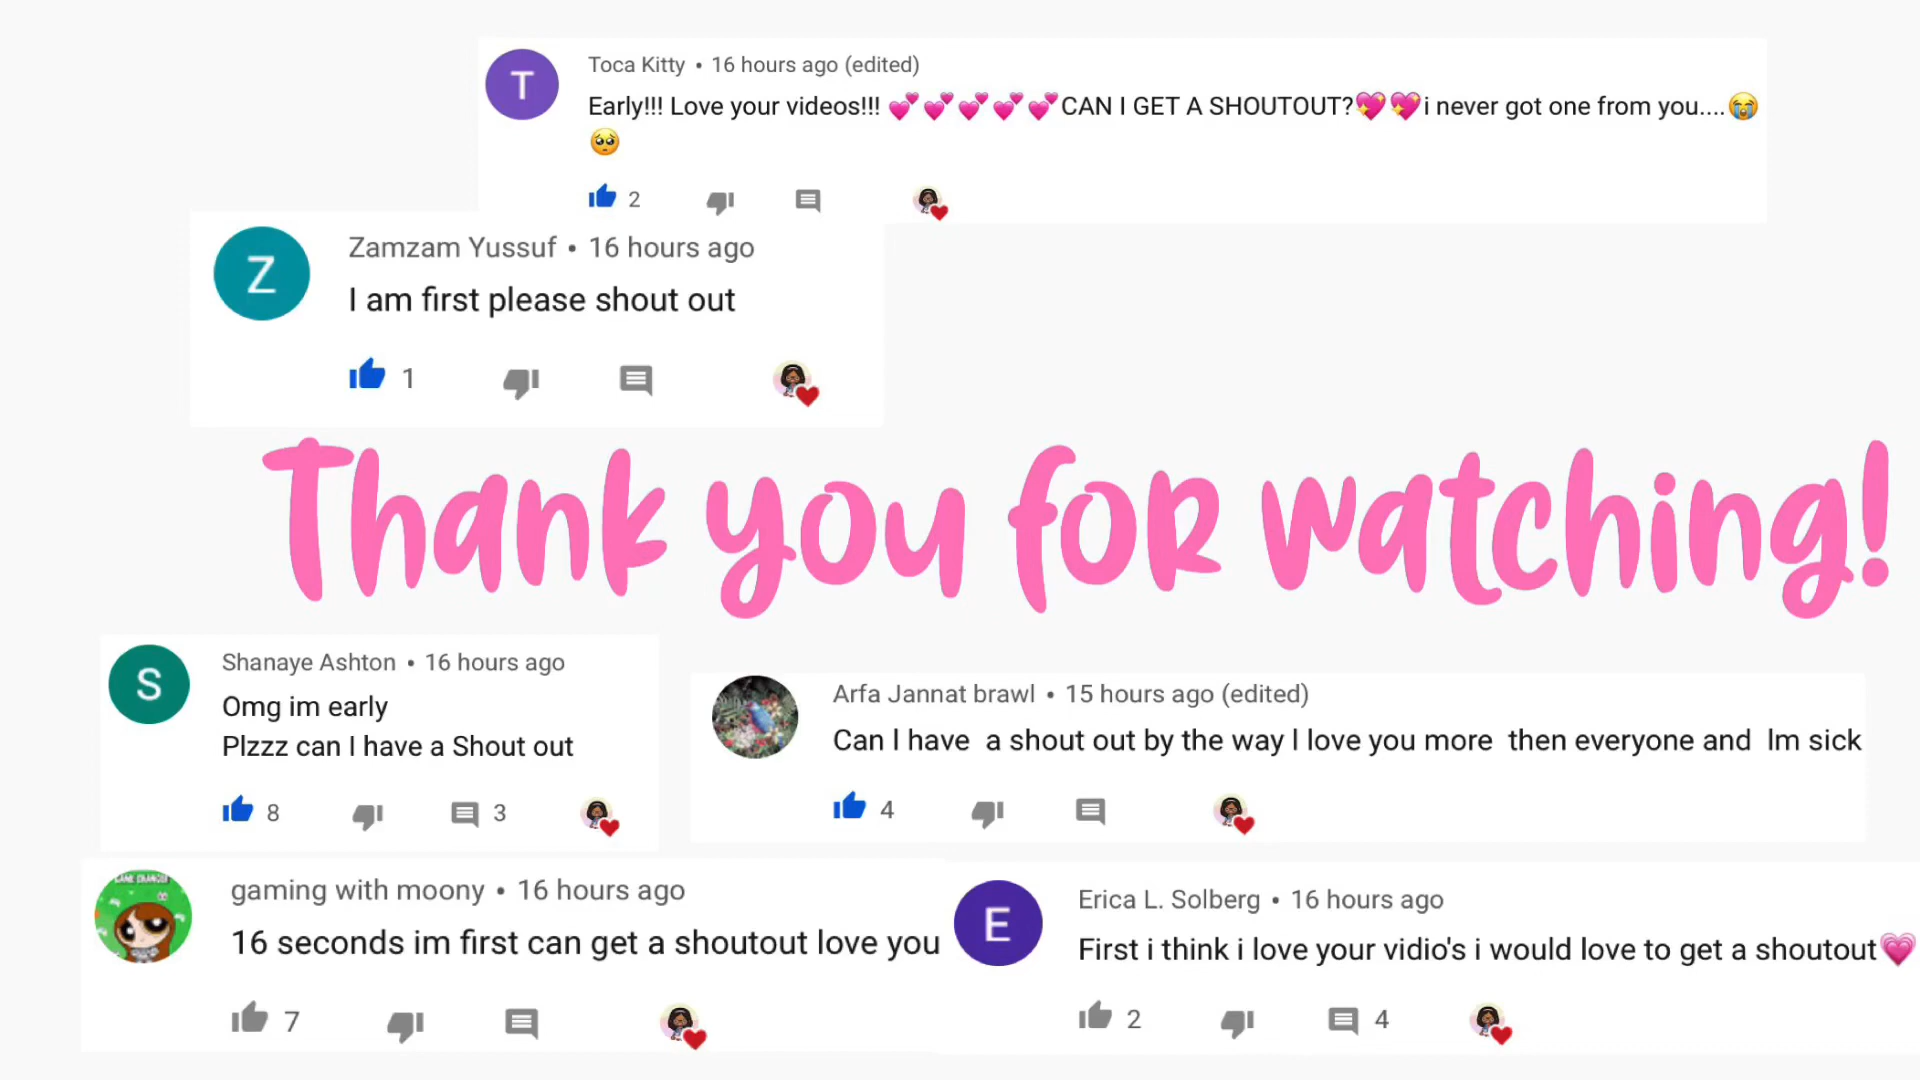 T
Toca Kitty • 16 hours ago (edited)
Early!!! Love your videos!!! 💕💕💕💕💕CAN I GET A SHOUTOUT?💖💖i never got one from you....😭
🥺
2
Z
Zamzam Yussuf • 16 hours ago
I am first please shout out
1
Thank you for watching!
S
Shanaye Ashton • 16 hours ago
Omg im early
Plzzz can I have a Shout out
8 3
Arfa Jannat brawl • 15 hours ago (edited)
Can I have a shout out by the way I love you more then everyone and Im sick
4
GAME CHANGER
gaming with moony • 16 hours ago
16 seconds im first can get a shoutout love you
7
E
Erica L. Solberg • 16 hours ago
First i think i love your vidio's i would love to get a shoutout💗
2 4